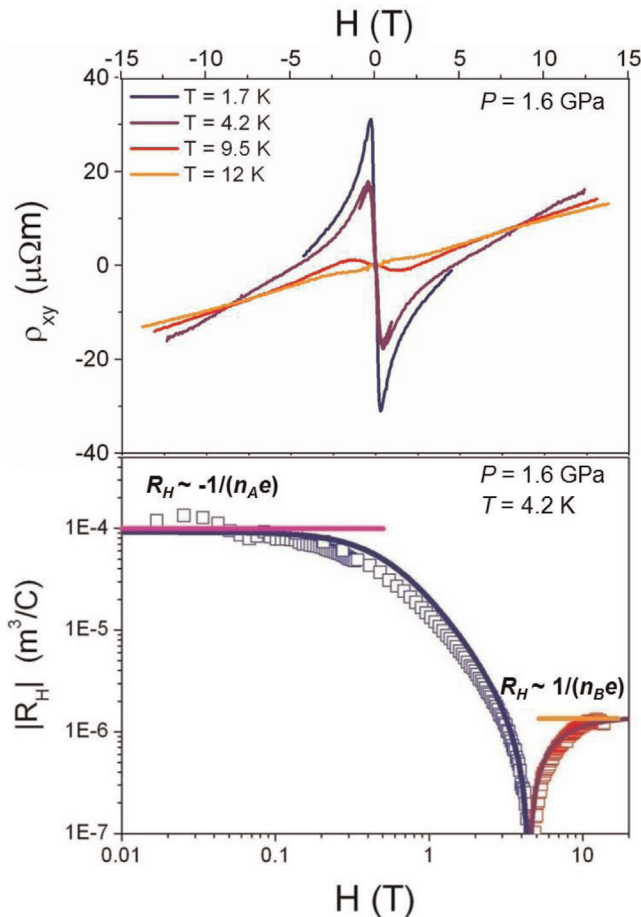 H (T)
-15 -10 -5 0 5 10 15
40
T = 1.7 K
P = 1.6 GPa
T = 4.2 K
T = 9.5 K
T = 12 K
20
0
-20
-40
ρxy (μΩm)
P = 1.6 GPa
RH ~ -1/(nAe)
T = 4.2 K
1E-4
1E-5
RH ~ 1/(nBe)
1E-6
1E-7
|RH| (m³/C)
0.01 0.1 1 10
H (T)